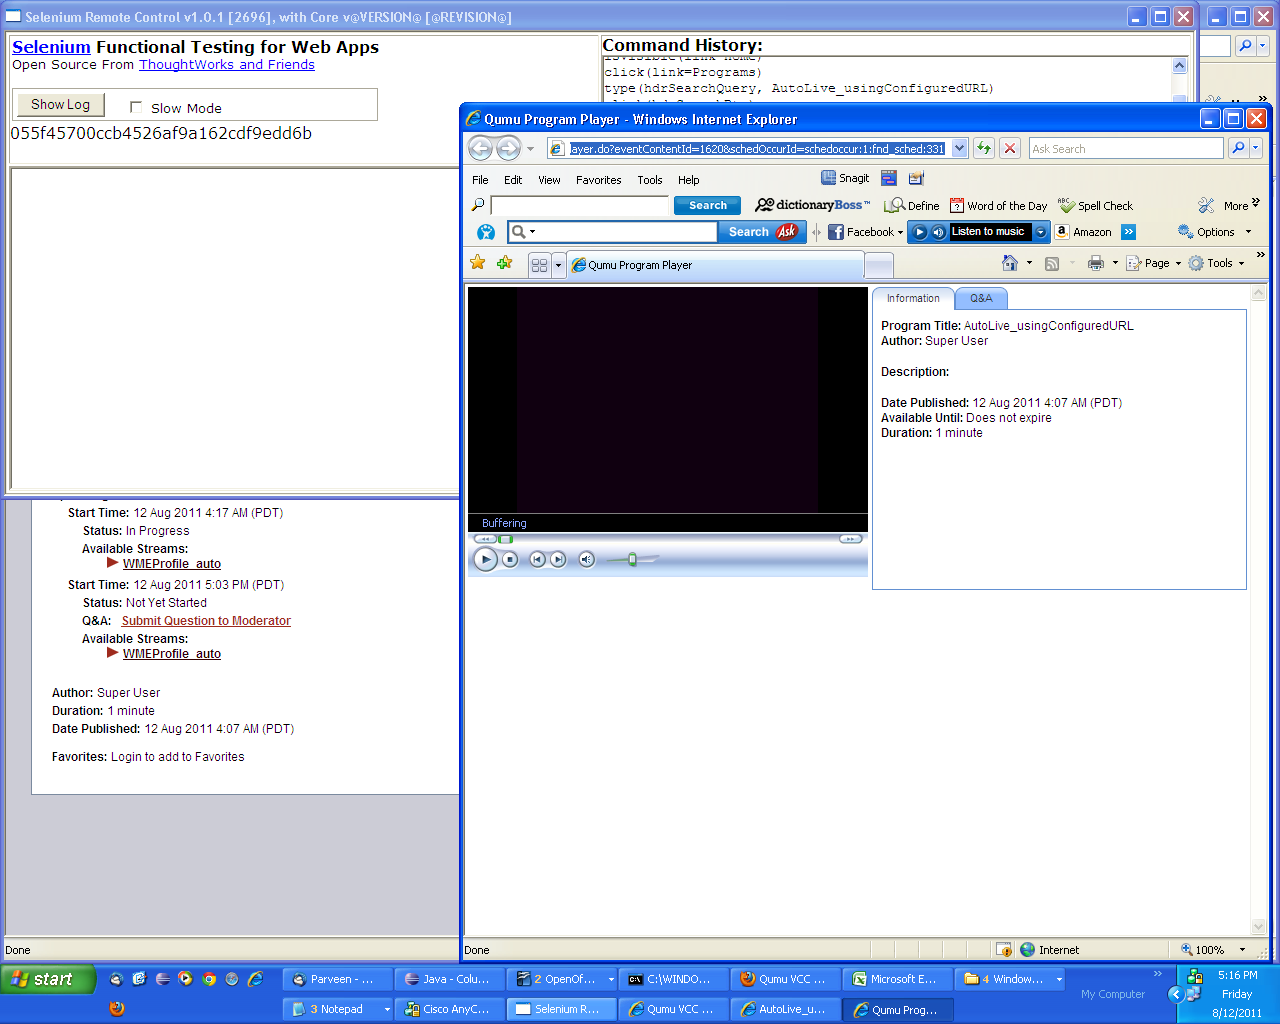 Selenium Remote Control v1.0.1 [2696], with Core v@VERSION@ [@REVISION@]
Selenium Functional Testing for Web Apps
Open Source From ThoughtWorks and Friends
Show Log
Slow Mode
055f45700ccb4526af9a162cdf9edd6b
Command History:
click(link=Programs)
type(hdrSearchQuery, AutoLive_usingConfiguredURL)
Qumu Program Player - Windows Internet Explorer
layer.do?eventContentId=1620&schedOccurId=schedoccur:1:fnd_sched:331
Ask Search
File Edit View Favorites Tools Help
Snagit
Search
dictionaryBoss™
Define
Word of the Day
Spell Check
More
Search Ask
Facebook
Listen to music
Amazon
Options
Qumu Program Player
Page
Tools
Information
Q&A
Program Title: AutoLive_usingConfiguredURL
Author: Super User
Description:
Date Published: 12 Aug 2011 4:07 AM (PDT)
Available Until: Does not expire
Duration: 1 minute
Buffering
Start Time: 12 Aug 2011 4:17 AM (PDT)
Status: In Progress
Available Streams:
WMEProfile_auto
Start Time: 12 Aug 2011 5:03 PM (PDT)
Status: Not Yet Started
Q&A: Submit Question to Moderator
Available Streams:
WMEProfile_auto
Author: Super User
Duration: 1 minute
Date Published: 12 Aug 2011 4:07 AM (PDT)
Favorites: Login to add to Favorites
Done
Done
Internet
100%
start
Parveen - ...
Java - Colu...
2 OpenOf...
C:\WINDO...
Qumu VCC ...
Microsoft E...
4 Window...
My Computer
5:16 PM
Friday
8/12/2011
3 Notepad
Cisco AnyC...
Selenium R...
Qumu VCC ...
AutoLive_u...
Qumu Prog...